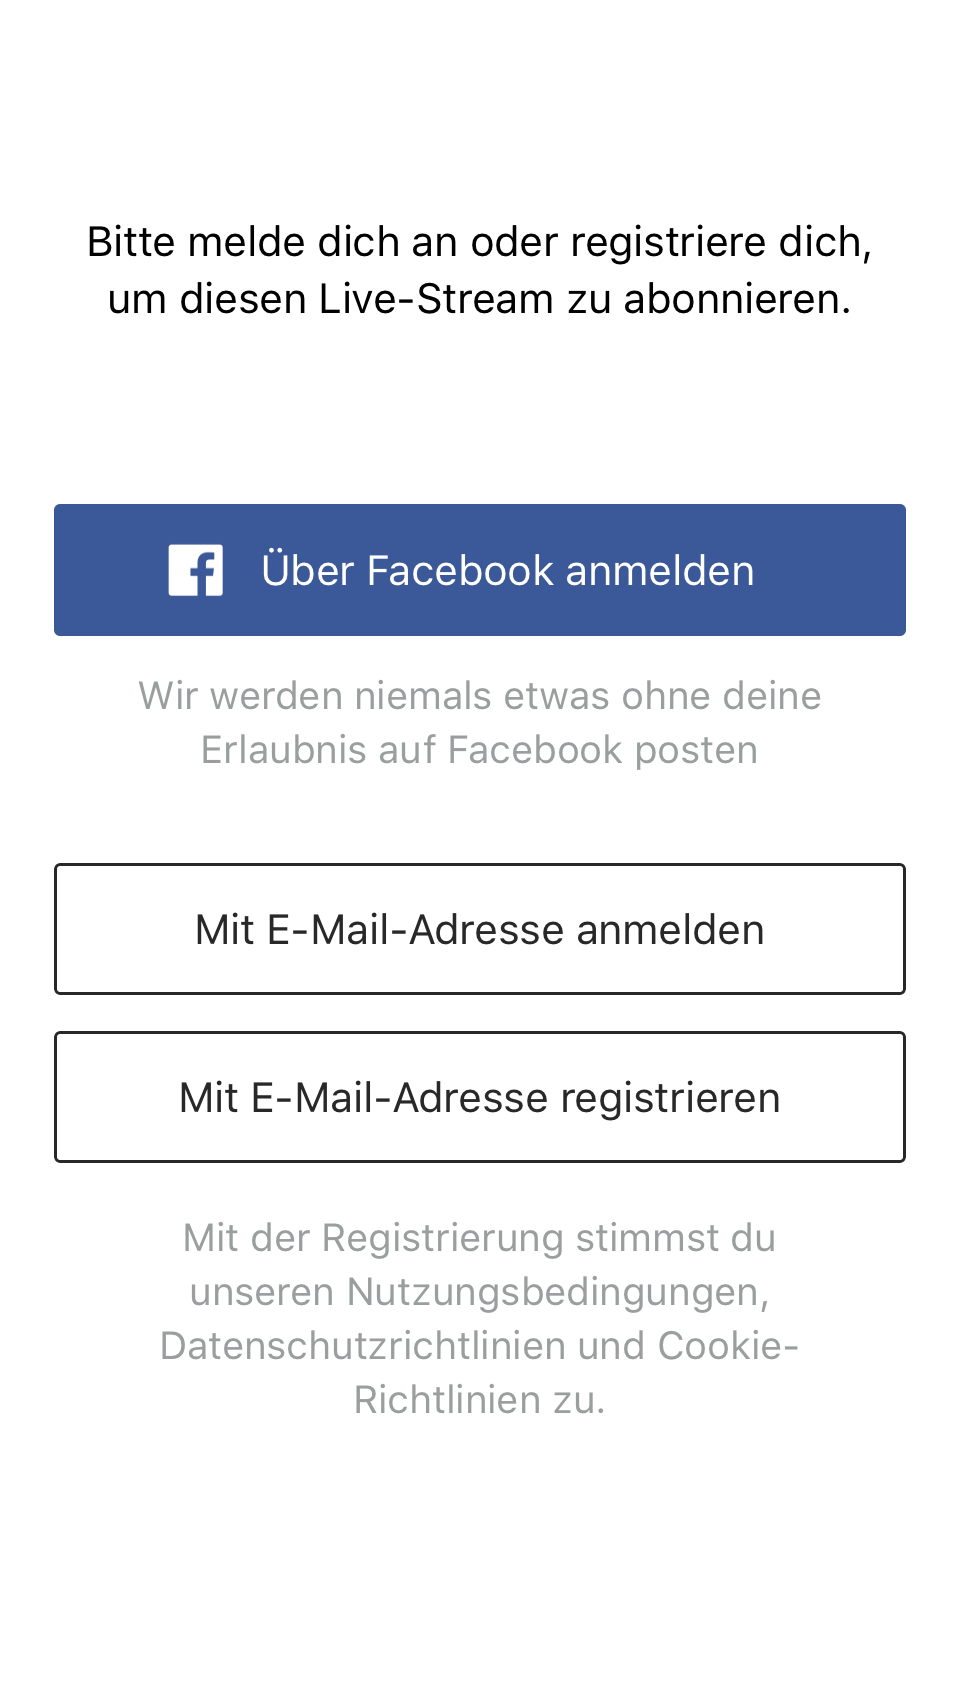 Bitte melde dich an oder registriere dich,
um diesen Live-Stream zu abonnieren.
Über Facebook anmelden
Wir werden niemals etwas ohne deine
Erlaubnis auf Facebook posten
Mit E-Mail-Adresse anmelden
Mit E-Mail-Adresse registrieren
Mit der Registrierung stimmst du
unseren Nutzungsbedingungen,
Datenschutzrichtlinien und Cookie-
Richtlinien zu.